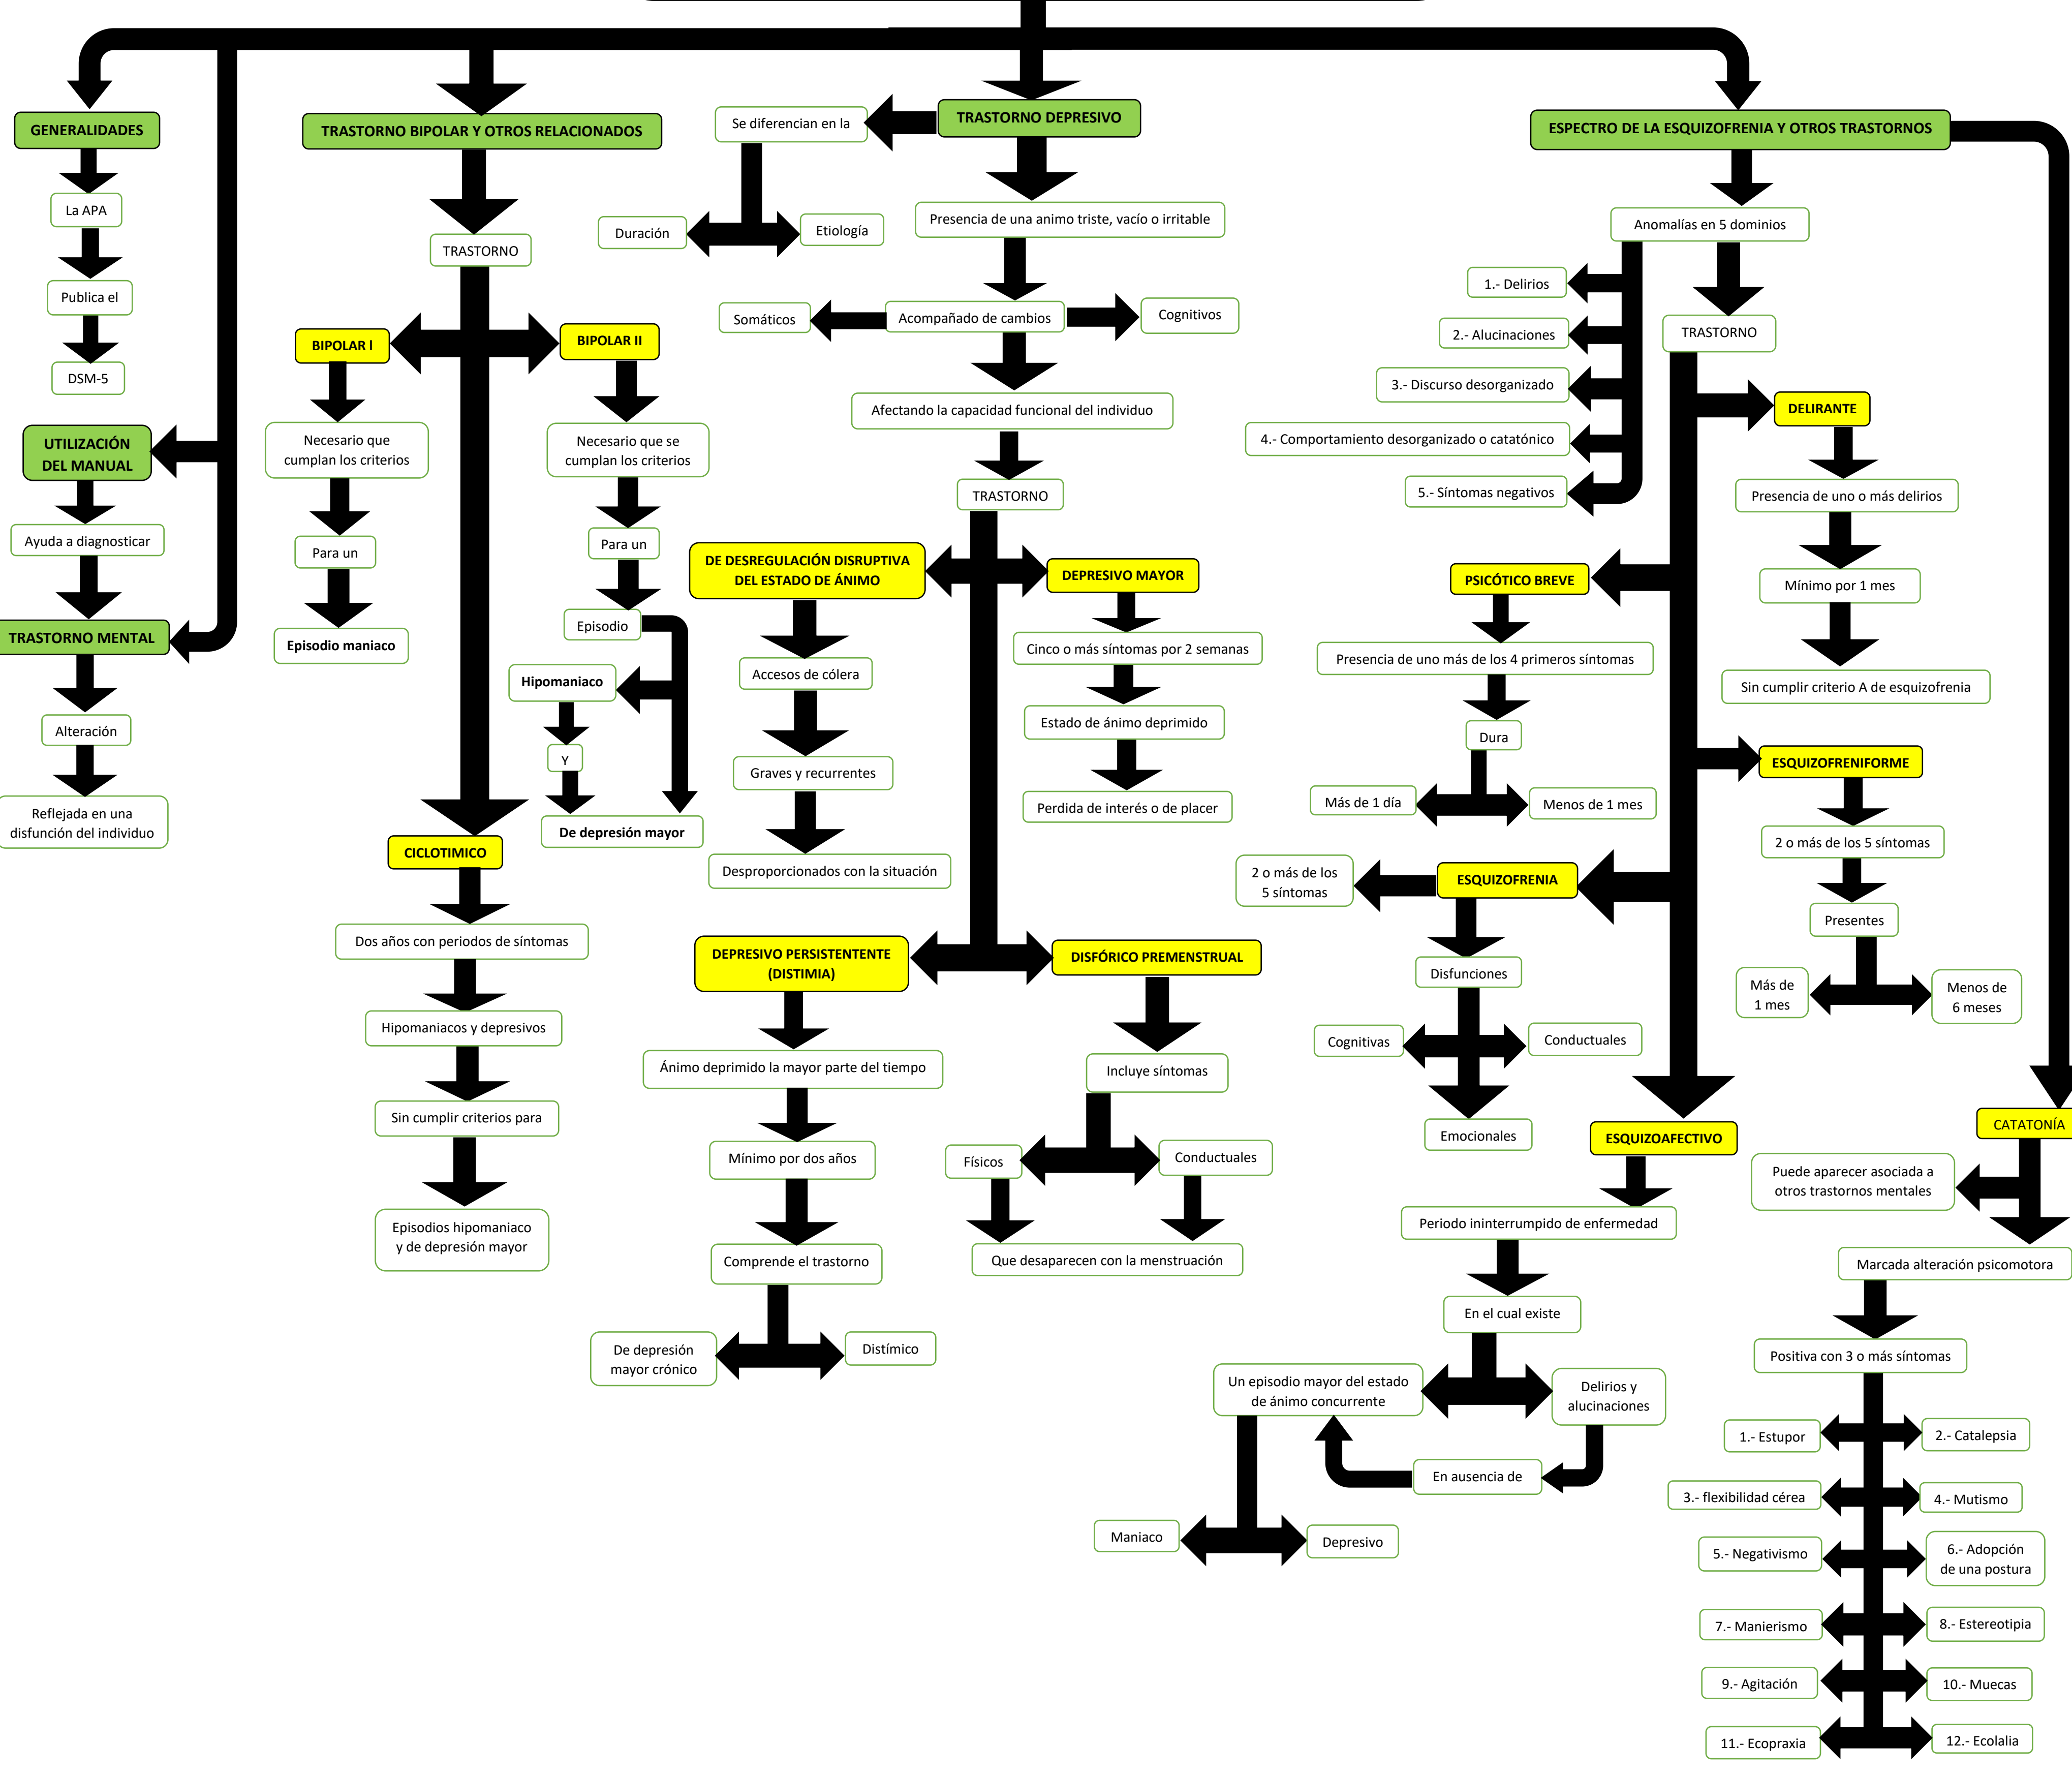 GENERALIDADES
La APA
Publica el
DSM-5
UTILIZACIÓN
DEL MANUAL
Ayuda a diagnosticar
TRASTORNO MENTAL
Alteración
Reflejada en una
disfunción del individuo
TRASTORNO BIPOLAR Y OTROS RELACIONADOS
TRASTORNO
BIPOLAR l
Necesario que
cumplan los criterios
Para un
Episodio maniaco
BIPOLAR II
Necesario que se
cumplan los criterios
Para un
Episodio
Hipomaniaco
Y
De depresión mayor
CICLOTIMICO
Dos años con periodos de síntomas
Hipomaniacos y depresivos
Sin cumplir criterios para
Episodios hipomaniaco
y de depresión mayor
TRASTORNO DEPRESIVO
Se diferencian en la
Duración
Etiología
Presencia de una animo triste, vacío o irritable
Somáticos
Acompañado de cambios
Cognitivos
Afectando la capacidad funcional del individuo
TRASTORNO
DE DESREGULACIÓN DISRUPTIVA
DEL ESTADO DE ÁNIMO
Accesos de cólera
Graves y recurrentes
Desproporcionados con la situación
DEPRESIVO MAYOR
Cinco o más síntomas por 2 semanas
Estado de ánimo deprimido
Perdida de interés o de placer
DEPRESIVO PERSISTENTENTE
(DISTIMIA)
Ánimo deprimido la mayor parte del tiempo
Mínimo por dos años
Comprende el trastorno
De depresión
mayor crónico
Distímico
DISFÓRICO PREMENSTRUAL
Incluye síntomas
Físicos
Conductuales
Que desaparecen con la menstruación
ESPECTRO DE LA ESQUIZOFRENIA Y OTROS TRASTORNOS
Anomalías en 5 dominios
1.- Delirios
2.- Alucinaciones
3.- Discurso desorganizado
4.- Comportamiento desorganizado o catatónico
5.- Síntomas negativos
TRASTORNO
DELIRANTE
Presencia de uno o más delirios
Mínimo por 1 mes
Sin cumplir criterio A de esquizofrenia
PSICÓTICO BREVE
Presencia de uno más de los 4 primeros síntomas
Dura
Más de 1 día
Menos de 1 mes
ESQUIZOFRENIFORME
2 o más de los 5 síntomas
Presentes
Más de
1 mes
Menos de
6 meses
ESQUIZOFRENIA
2 o más de los
5 síntomas
Disfunciones
Cognitivas
Conductuales
Emocionales
ESQUIZOAFECTIVO
Periodo ininterrumpido de enfermedad
En el cual existe
Un episodio mayor del estado
de ánimo concurrente
Delirios y
alucinaciones
En ausencia de
Maniaco
Depresivo
CATATONÍA
Puede aparecer asociada a
otros trastornos mentales
Marcada alteración psicomotora
Positiva con 3 o más síntomas
1.- Estupor
2.- Catalepsia
3.- flexibilidad cérea
4.- Mutismo
5.- Negativismo
6.- Adopción
de una postura
7.- Manierismo
8.- Estereotipia
9.- Agitación
10.- Muecas
11.- Ecopraxia
12.- Ecolalia